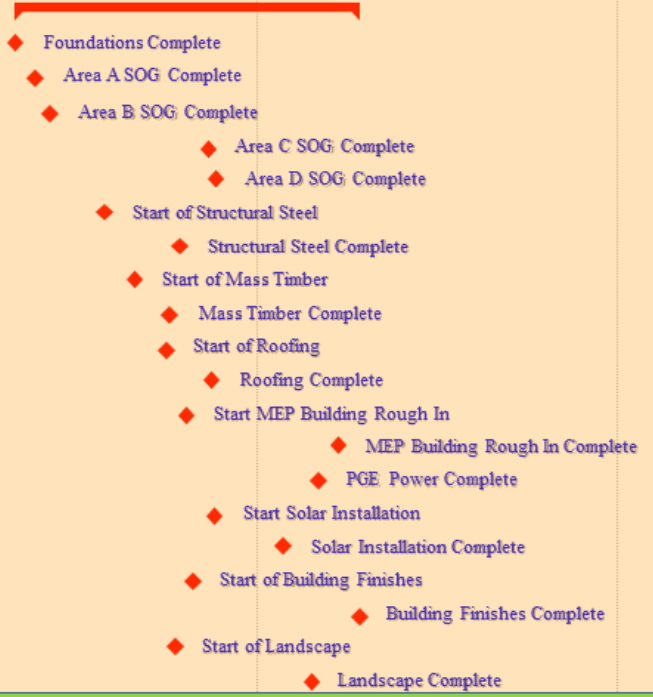 Foundations Complete
Area A SOG Complete
Area B SOG Complete
Area C SOG Complete
Area D SOG Complete
Start of Structural Steel
Structural Steel Complete
Start of Mass Timber
Mass Timber Complete
Start of Roofing
Roofing Complete
Start MEP Building Rough In
MEP Building Rough In Complete
PGE Power Complete
Start Solar Installation
Solar Installation Complete
Start of Building Finishes
Building Finishes Complete
Start of Landscape
Landscape Complete